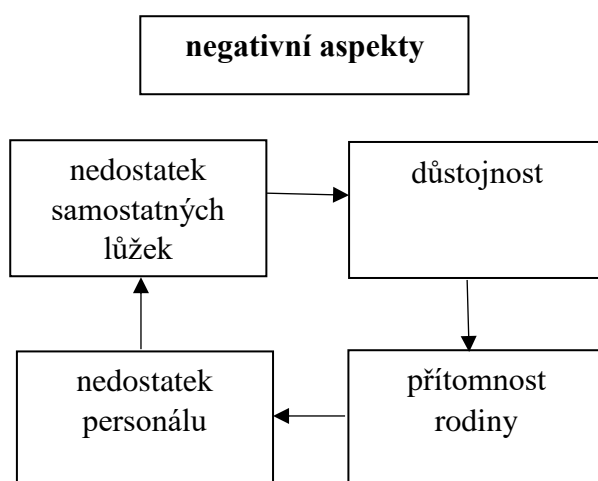 negativní aspekty
nedostatek
samostatných
lůžek
důstojnost
nedostatek
personálu
přítomnost
rodiny